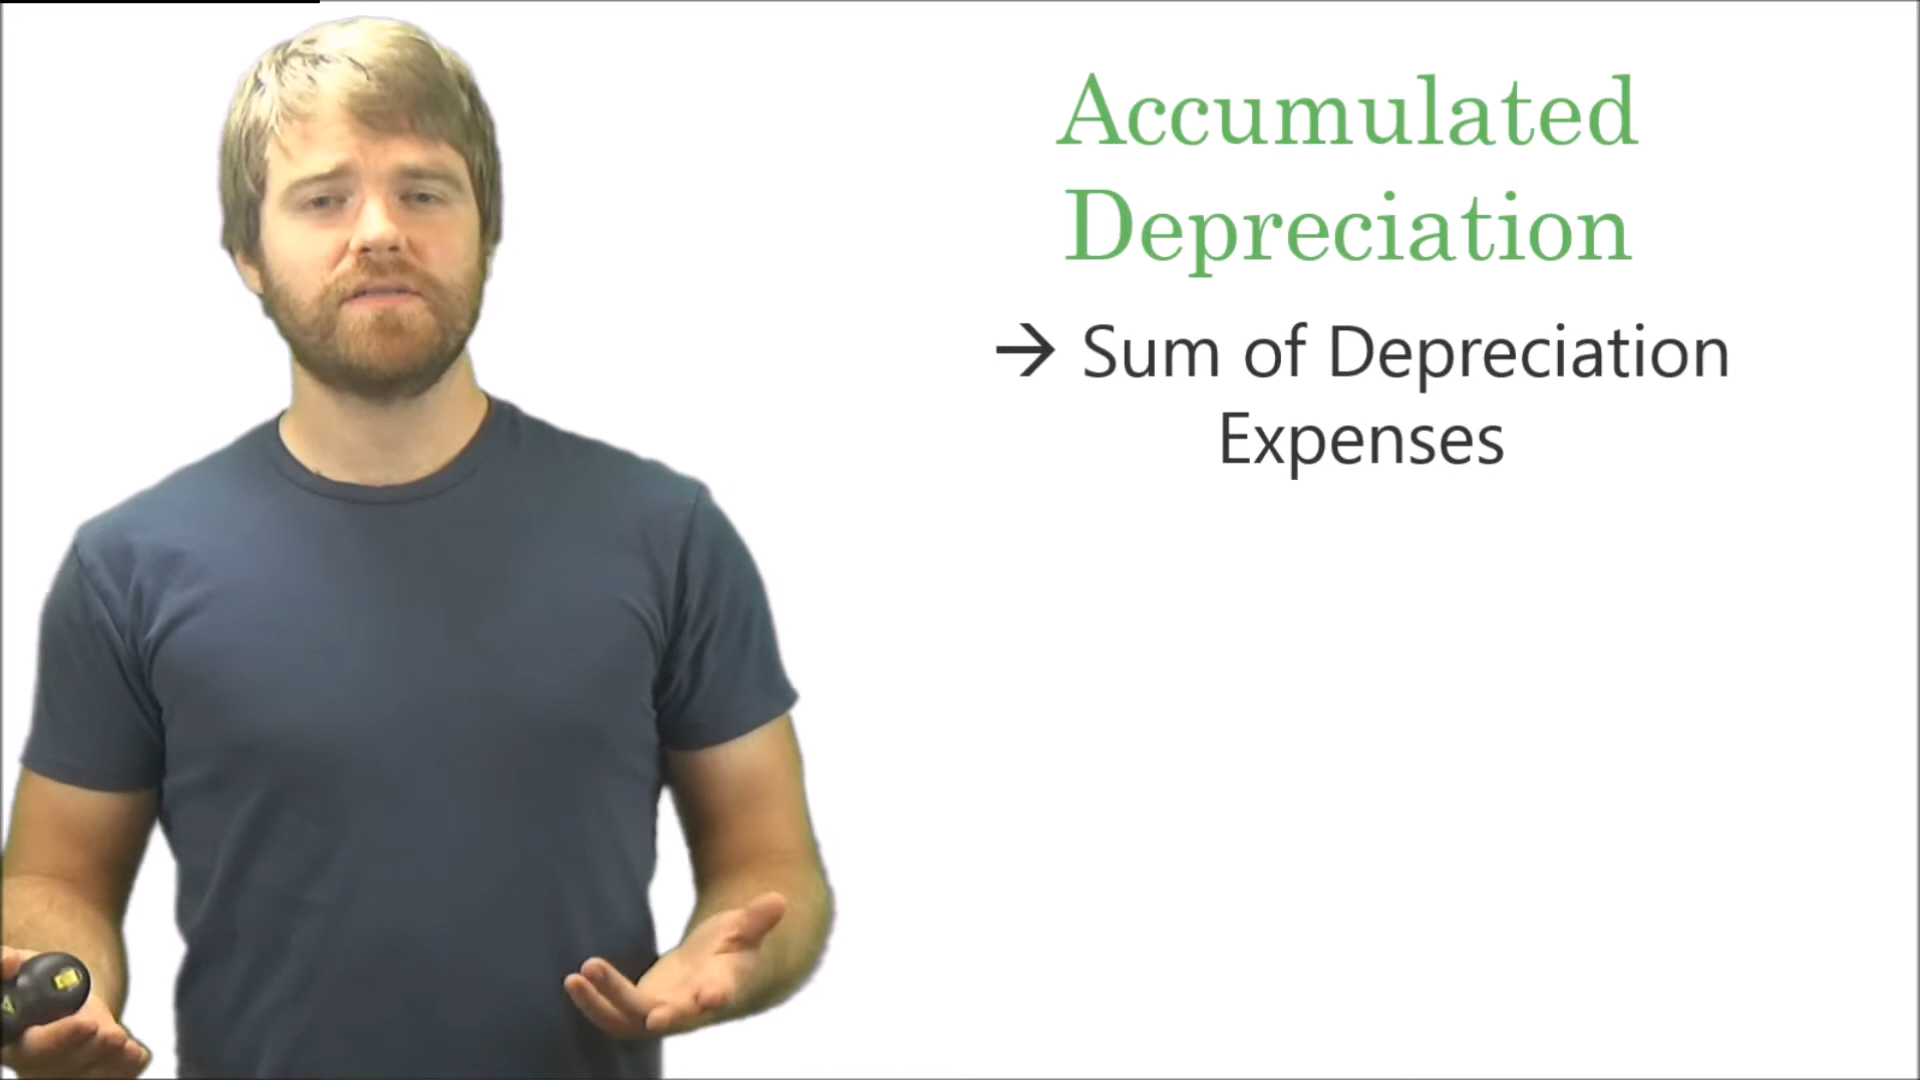 Accumulated
Depreciation
→ Sum of Depreciation
Expenses